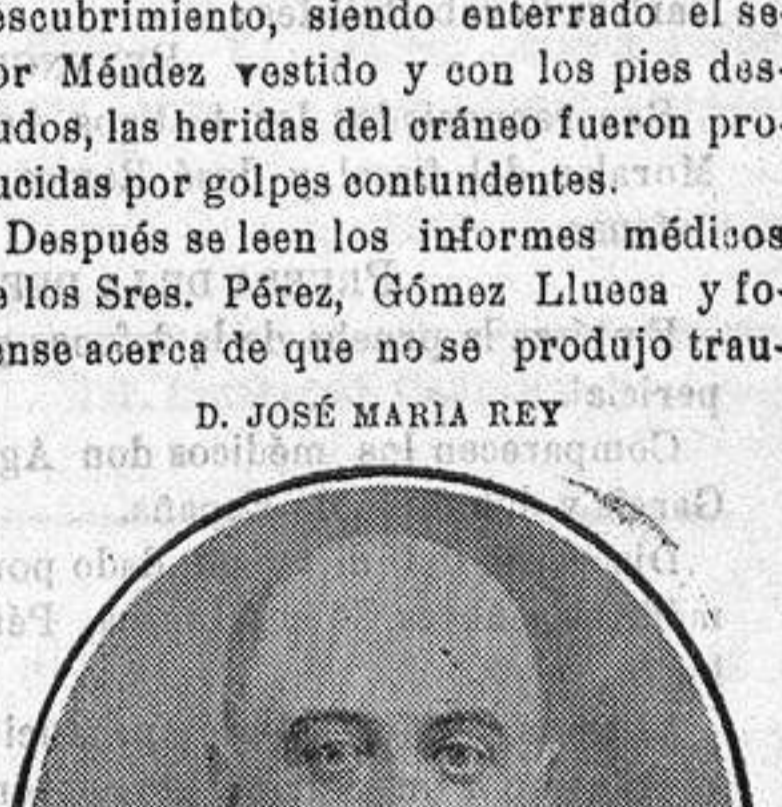 escubrimiento, siendo enterrado el se
or Méndez vestido y con los pies des-
udos, las heridas del cráneo fueron pro-
ucidas por golpes contundentes.
Después se leen los informes médicos
e los Sres. Pérez, Gómez Llueca y fo-
ense acerca de que no se produjo trau-
D. JOSÉ MARIA REY